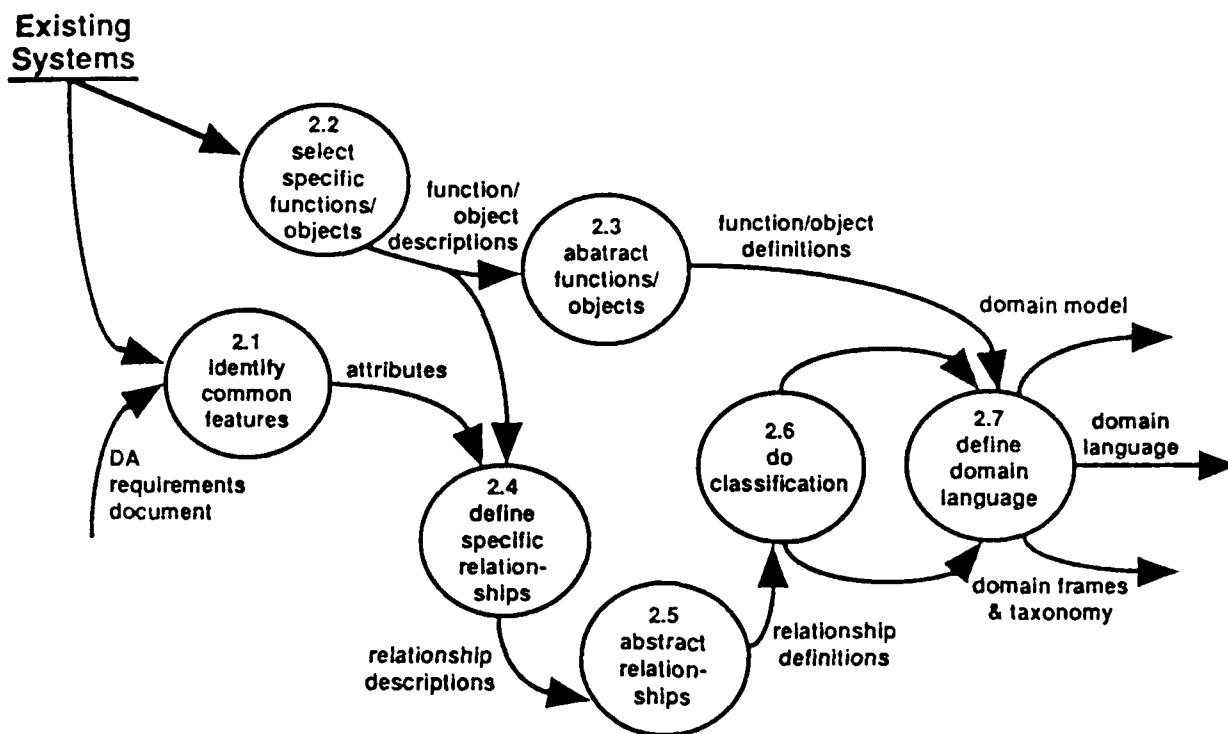 Existing
Systems
2.2
select
specific
functions/
objects
function/
object
descriptions
2.3
abatract
functions/
objects
function/object
definitions
domain model
2.1
identify
common
features
attributes
DA
requirements
document
2.4
define
specific
relation-
ships
2.6
do
classification
2.7
define
domain
language
domain
language
domain frames
& taxonomy
relationship
descriptions
2.5
abstract
relation-
ships
relationship
definitions